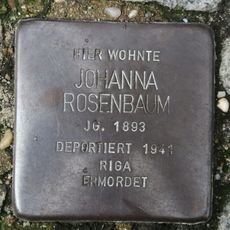 HIER WOHNTE
JOHANNA
ROSENBAUM
JG. 1893
DEPORTIERT 1941
RIGA
ERMORDET